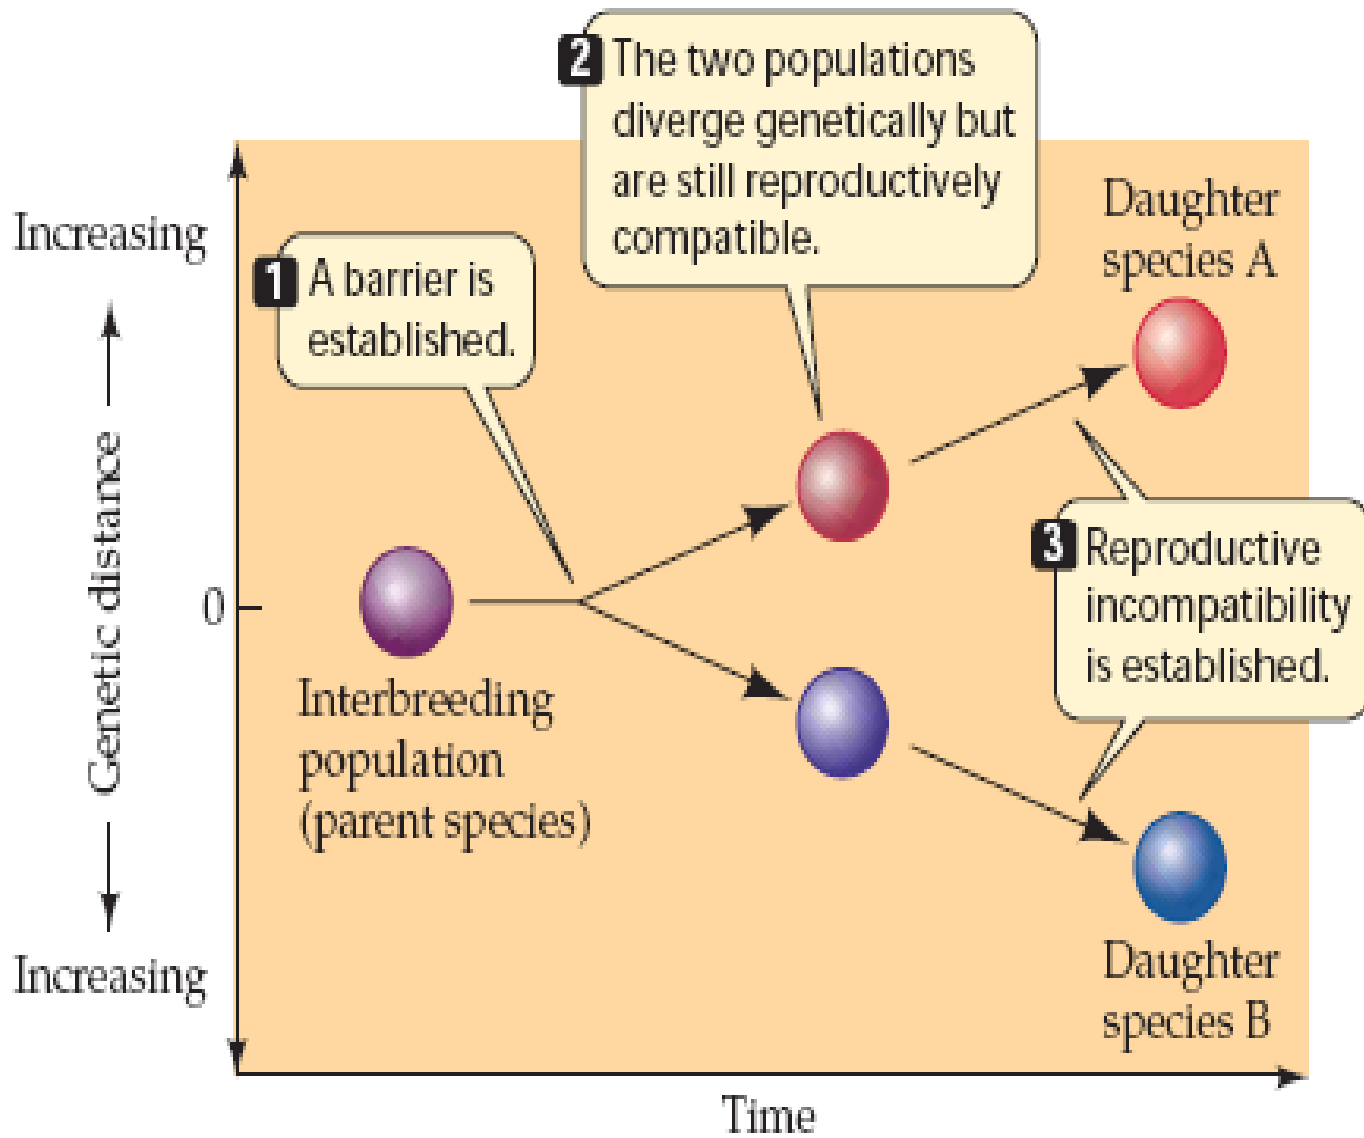 2 The two populations
diverge genetically but
are still reproductively
compatible.
Daughter
species A
Increasing
1 A barrier is
established.
Genetic distance
0
3 Reproductive
incompatibility
is established.
Interbreeding
population
(parent species)
Increasing
Daughter
species B
Time